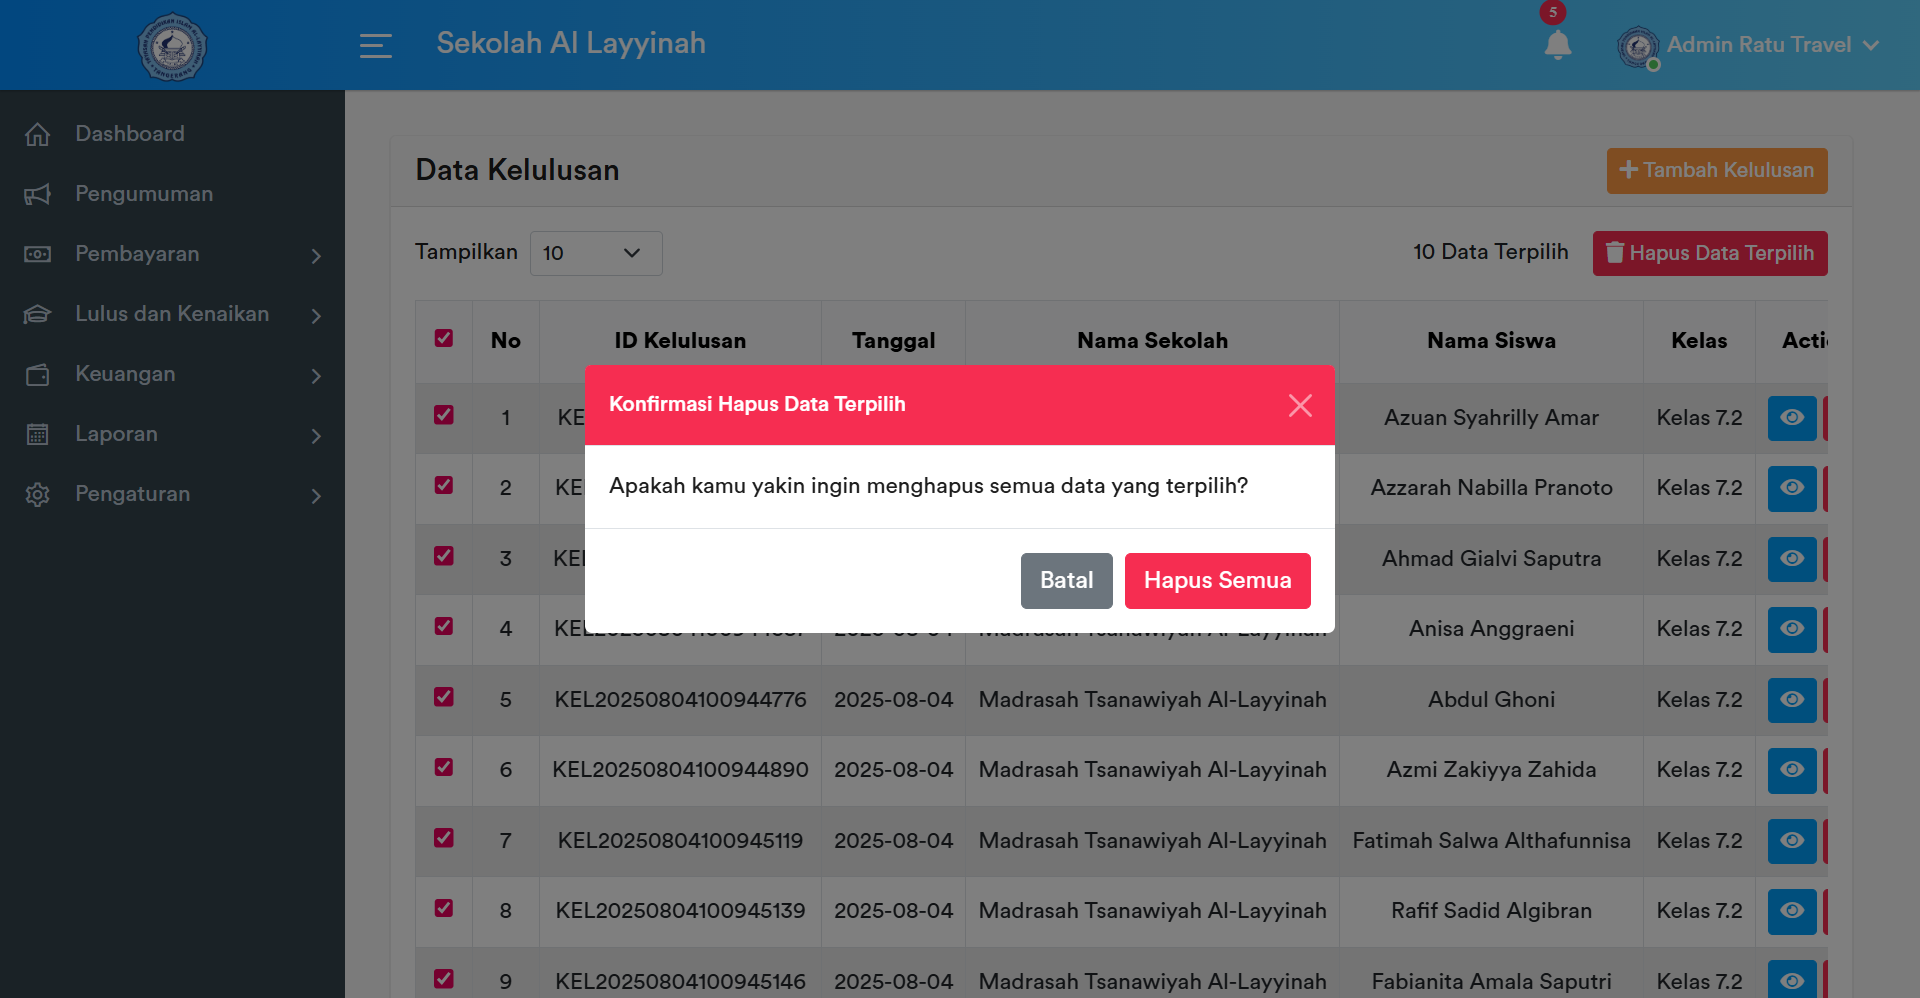 Sekolah Al Layyinah
5
Admin Ratu Travel
Dashboard
Pengumuman
Pembayaran
Lulus dan Kenaikan
Keuangan
Laporan
Pengaturan
Data Kelulusan
Tambah Kelulusan
Tampilkan 10
10 Data Terpilih
Hapus Data Terpilih
No ID Kelulusan Tanggal Nama Sekolah Nama Siswa Kelas
Konfirmasi Hapus Data Terpilih
Apakah kamu yakin ingin menghapus semua data yang terpilih?
Batal
Hapus Semua
1 Azuan Syahrilly Amar Kelas 7.2
2 Azzarah Nabilla Pranoto Kelas 7.2
3 Ahmad Gialvi Saputra Kelas 7.2
4 Madrasah Tsanawiyah Al-Layyinah Anisa Anggraeni Kelas 7.2
5 KEL20250804100944776 2025-08-04 Madrasah Tsanawiyah Al-Layyinah Abdul Ghoni Kelas 7.2
6 KEL20250804100944890 2025-08-04 Madrasah Tsanawiyah Al-Layyinah Azmi Zakiyya Zahida Kelas 7.2
7 KEL20250804100945119 2025-08-04 Madrasah Tsanawiyah Al-Layyinah Fatimah Salwa Althafunnisa Kelas 7.2
8 KEL20250804100945139 2025-08-04 Madrasah Tsanawiyah Al-Layyinah Rafif Sadid Algibran Kelas 7.2
9 KEL20250804100945146 2025-08-04 Madrasah Tsanawiyah Al-Layyinah Fabianita Amala Saputri Kelas 7.2